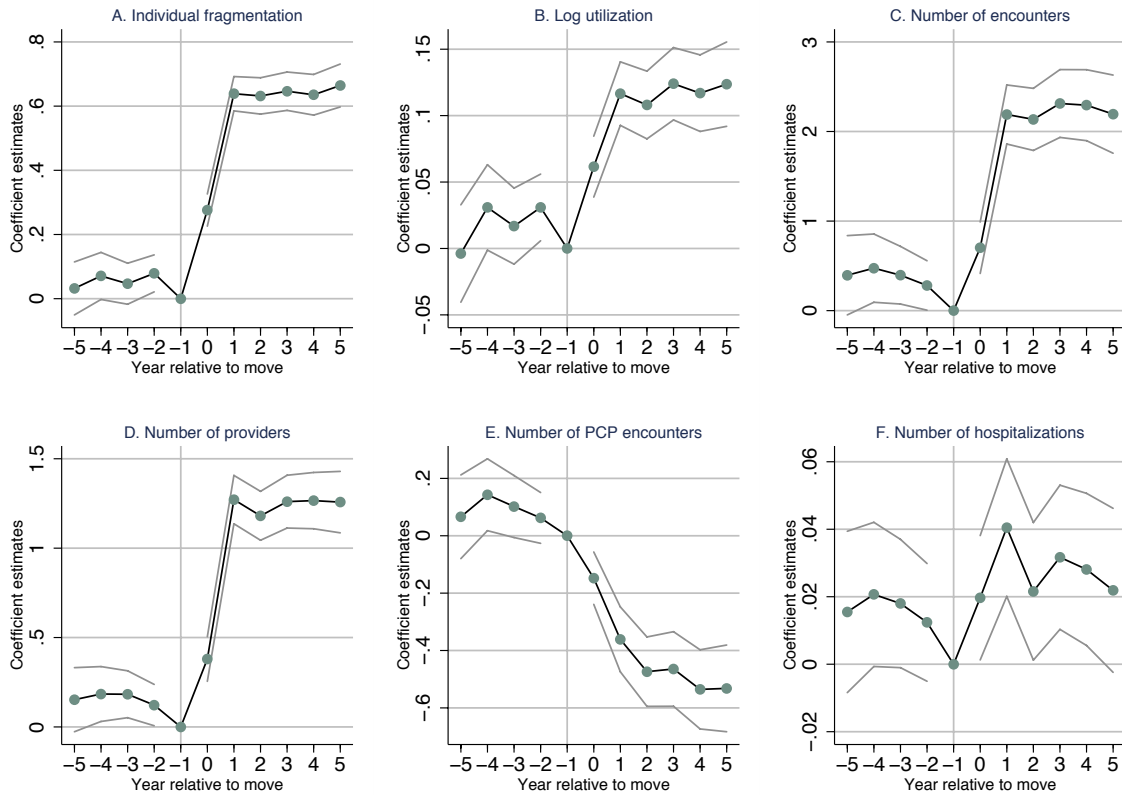 A. Individual fragmentation
Coefficient estimates
0 .2 .4 .6 .8
−5 −4 −3 −2 −1 0 1 2 3 4 5
Year relative to move
B. Log utilization
Coefficient estimates
−.05 0 .05 .1 .15
−5 −4 −3 −2 −1 0 1 2 3 4 5
Year relative to move
C. Number of encounters
Coefficient estimates
0 1 2 3
−5 −4 −3 −2 −1 0 1 2 3 4 5
Year relative to move
D. Number of providers
Coefficient estimates
0 .5 1 1.5
−5 −4 −3 −2 −1 0 1 2 3 4 5
Year relative to move
E. Number of PCP encounters
Coefficient estimates
−.6 −.4 −.2 0 .2
−5 −4 −3 −2 −1 0 1 2 3 4 5
Year relative to move
F. Number of hospitalizations
Coefficient estimates
−.02 0 .02 .04 .06
−5 −4 −3 −2 −1 0 1 2 3 4 5
Year relative to move